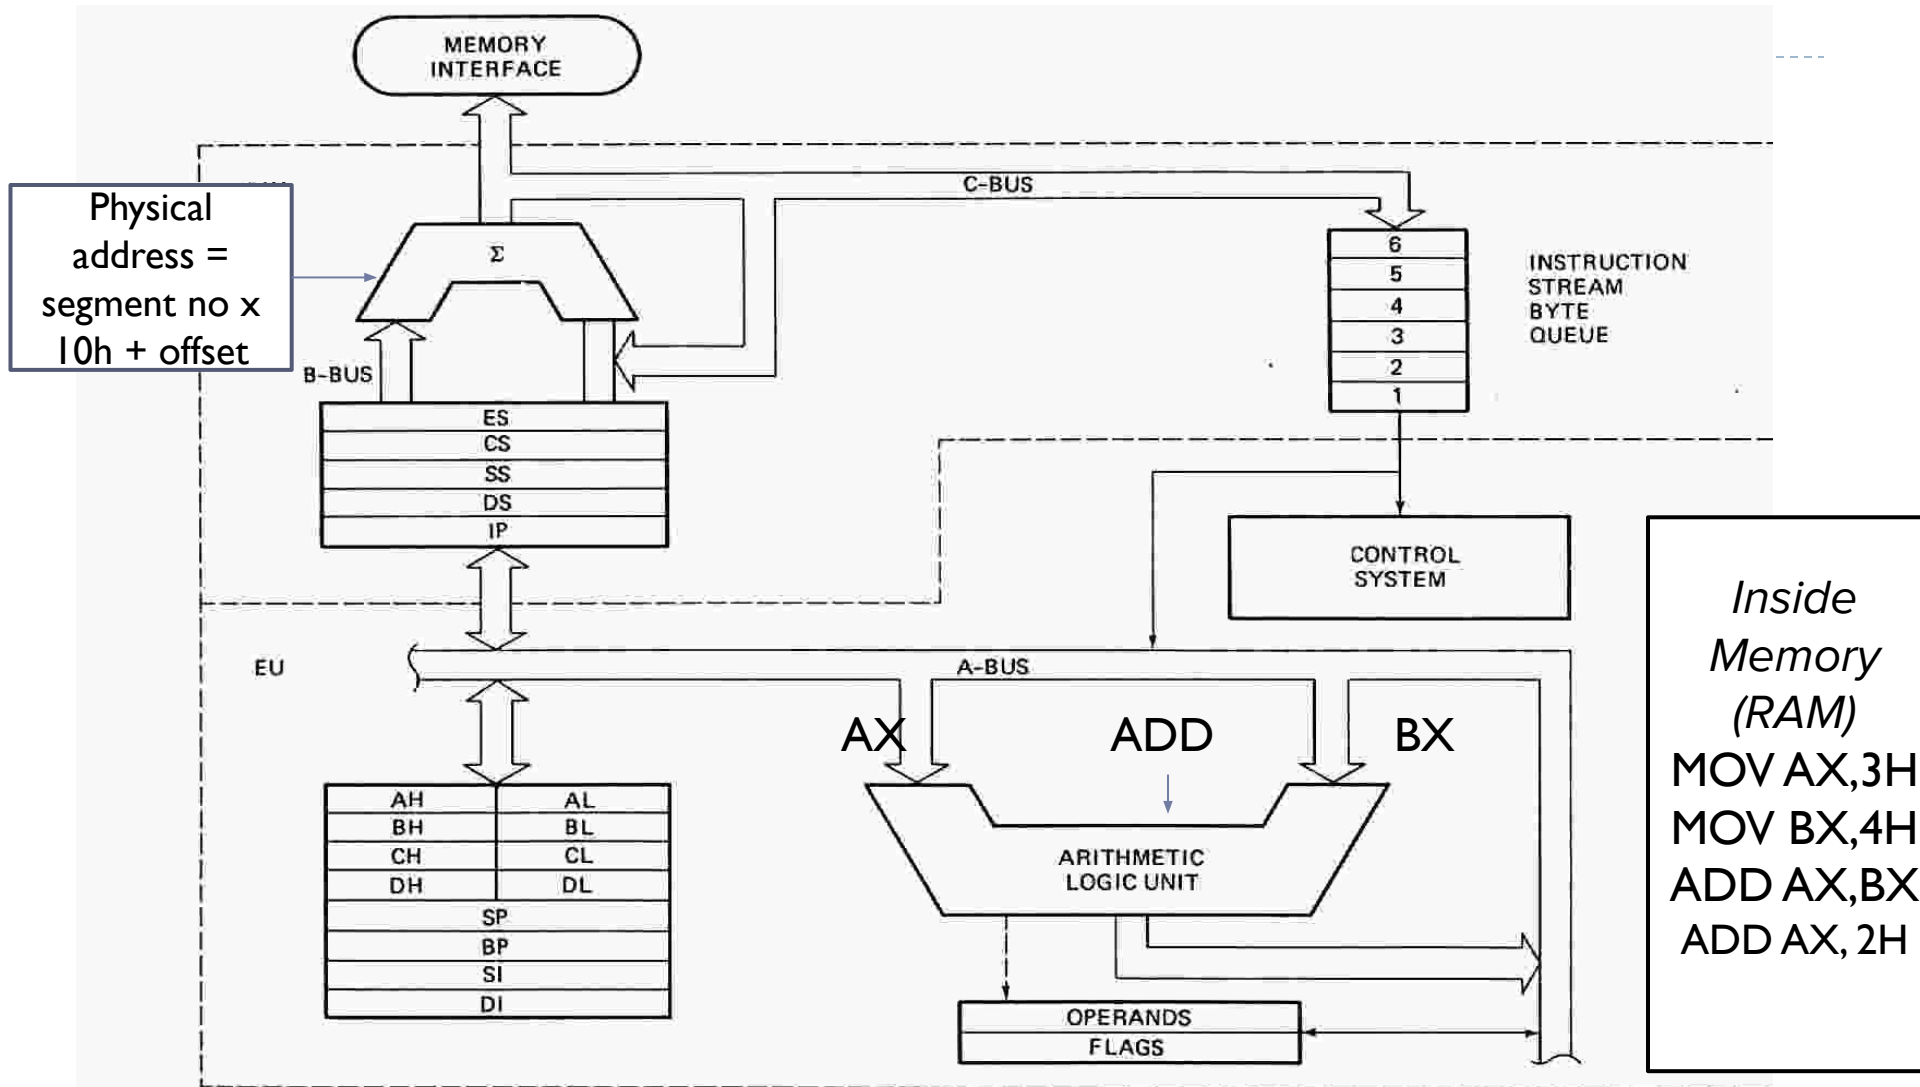 MEMORY
INTERFACE
C-BUS
Physical
address =
segment no x
10h + offset
Σ
B-BUS
6
5
4
3
2
1
INSTRUCTION
STREAM
BYTE
QUEUE
ES
CS
SS
DS
IP
CONTROL
SYSTEM
EU
A-BUS
AX
ADD
BX
AH AL
BH BL
CH CL
DH DL
SP
BP
SI
DI
ARITHMETIC
LOGIC UNIT
OPERANDS
FLAGS
Inside
Memory
(RAM)
MOV AX,3H
MOV BX,4H
ADD AX,BX
ADD AX, 2H